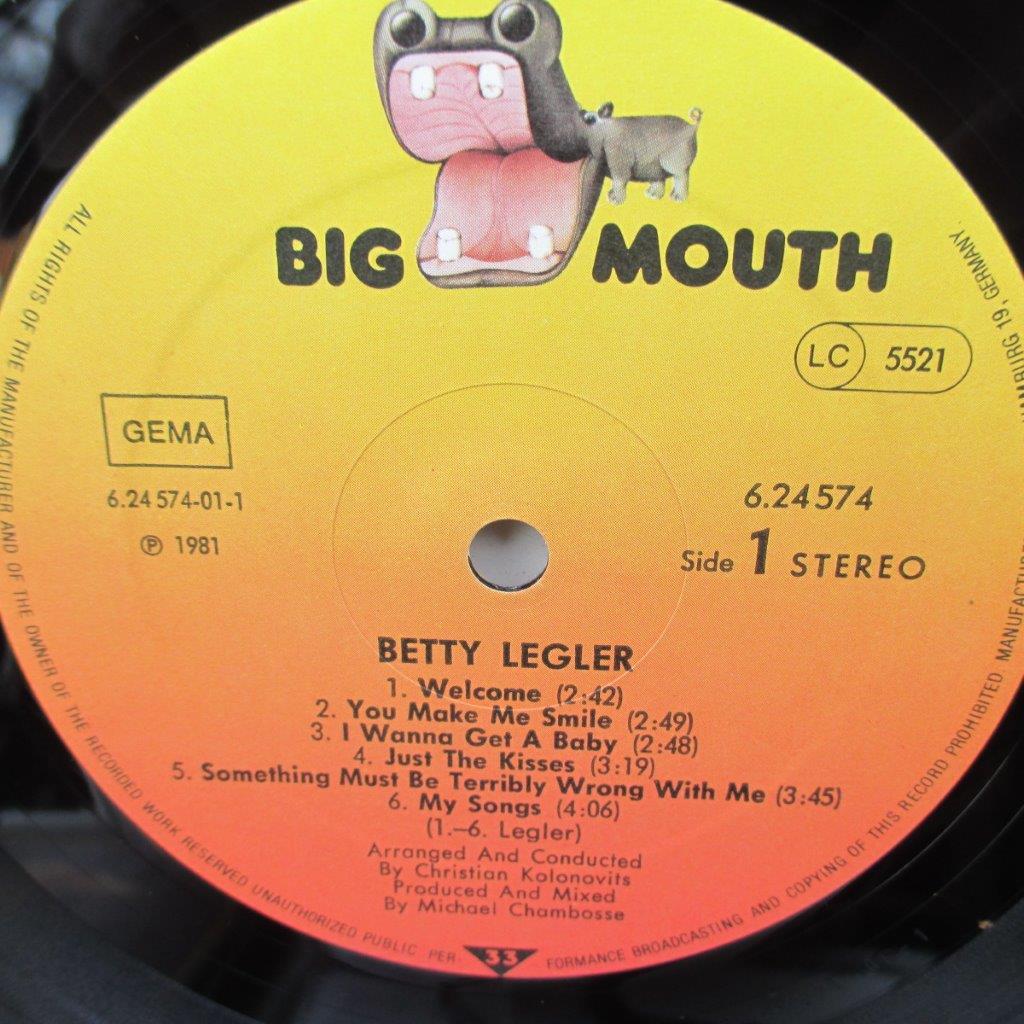 BIG MOUTH
LC 5521
GEMA
6.24 574-01-1
℗ 1981
6.24574
Side 1 STEREO
BETTY LEGLER
1. Welcome (2:42)
2. You Make Me Smile (2:49)
3. I Wanna Get A Baby (2:48)
4. Just The Kisses (3:19)
5. Something Must Be Terribly Wrong With Me (3:45)
6. My Songs (4:06)
(1.–6. Legler)
Arranged And Conducted
By Christian Kolonovits
Produced And Mixed
By Michael Chambosse
33
ALL RIGHTS OF THE MANUFACTURER AND OF THE OWNER OF THE RECORDED WORK RESERVED UNAUTHORIZED PUBLIC PER- FORMANCE BROADCASTING AND COPYING OF THIS RECORD PROHIBITED. 19, GERMANY